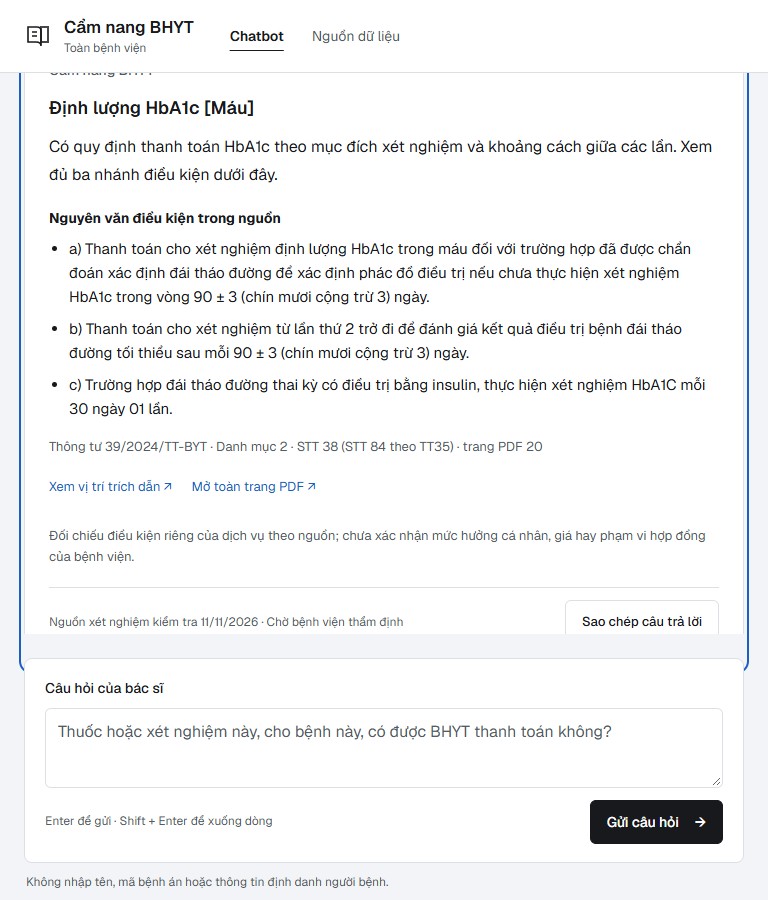 Cẩm nang BHYT
Toàn bệnh viện
Chatbot
Nguồn dữ liệu
Định lượng HbA1c [Máu]
Có quy định thanh toán HbA1c theo mục đích xét nghiệm và khoảng cách giữa các lần. Xem
đủ ba nhánh điều kiện dưới đây.
Nguyên văn điều kiện trong nguồn
• a) Thanh toán cho xét nghiệm định lượng HbA1c trong máu đối với trường hợp đã được chẩn
đoán xác định đái tháo đường để xác định phác đồ điều trị nếu chưa thực hiện xét nghiệm
HbA1c trong vòng 90 ± 3 (chín mươi cộng trừ 3) ngày.
• b) Thanh toán cho xét nghiệm từ lần thứ 2 trở đi để đánh giá kết quả điều trị bệnh đái tháo
đường tối thiểu sau mỗi 90 ± 3 (chín mươi cộng trừ 3) ngày.
• c) Trường hợp đái tháo đường thai kỳ có điều trị bằng insulin, thực hiện xét nghiệm HbA1C mỗi
30 ngày 01 lần.
Thông tư 39/2024/TT-BYT · Danh mục 2 · STT 38 (STT 84 theo TT35) · trang PDF 20
Xem vị trí trích dẫn ↗ Mở toàn trang PDF ↗
Đối chiếu điều kiện riêng của dịch vụ theo nguồn; chưa xác nhận mức hưởng cá nhân, giá hay phạm vi hợp đồng
của bệnh viện.
Nguồn xét nghiệm kiểm tra 11/11/2026 · Chờ bệnh viện thẩm định
Sao chép câu trả lời
Câu hỏi của bác sĩ
Thuốc hoặc xét nghiệm này, cho bệnh này, có được BHYT thanh toán không?
Enter để gửi · Shift + Enter để xuống dòng
Gửi câu hỏi →
Không nhập tên, mã bệnh án hoặc thông tin định danh người bệnh.